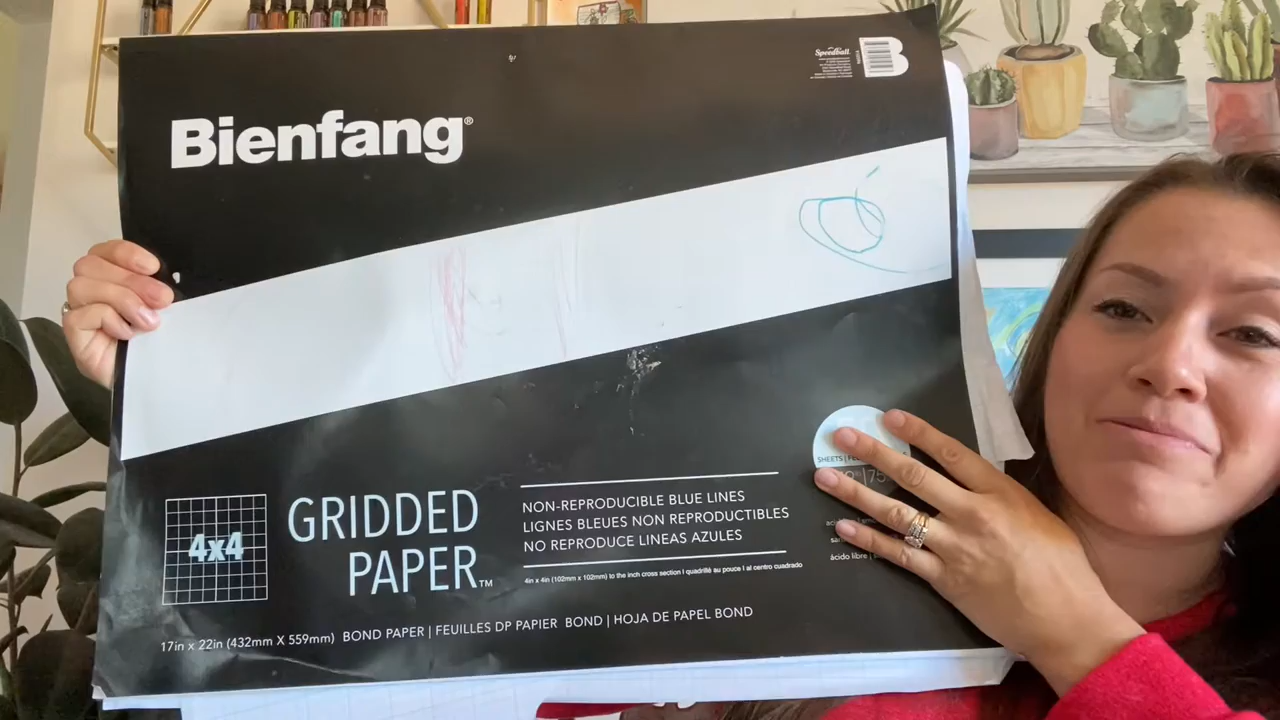 Speedball
B
Bienfang®
4x4
GRIDDED
PAPER™
NON-REPRODUCIBLE BLUE LINES
LIGNES BLEUES NON REPRODUCTIBLES
NO REPRODUCE LINEAS AZULES
4in x 4in (102mm x 102mm) to the inch cross section | quadrillé au pouce | al centro cuadrado
SHEETS |
ácido libre |
17in x 22in (432mm X 559mm) BOND PAPER | FEUILLES DP PAPIER BOND | HOJA DE PAPEL BOND